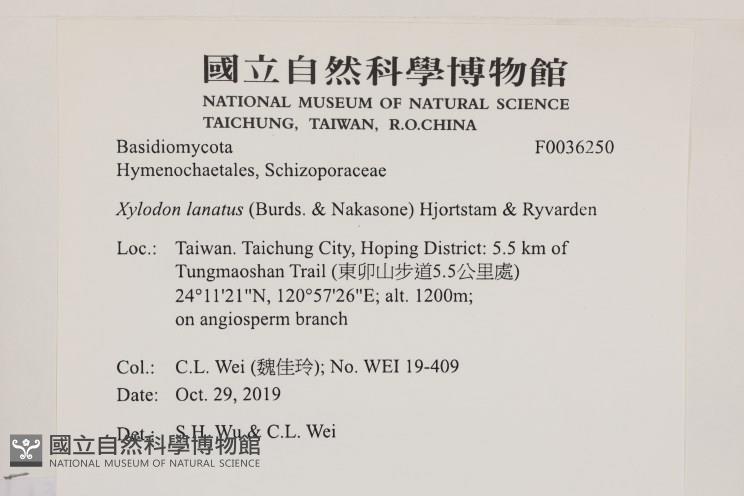 國立自然科學博物館
NATIONAL MUSEUM OF NATURAL SCIENCE
TAICHUNG, TAIWAN, R.O.CHINA
Basidiomycota F0036250
Hymenochaetales, Schizoporaceae
Xylodon lanatus (Burds. & Nakasone) Hjortstam & Ryvarden
Loc.: Taiwan. Taichung City, Hoping District: 5.5 km of
Tungmaoshan Trail (東卯山步道5.5公里處)
24°11'21"N, 120°57'26"E; alt. 1200m;
on angiosperm branch
Col.: C.L. Wei (魏佳玲); No. WEI 19-409
Date: Oct. 29, 2019
Det.: S.H. Wu & C.L. Wei
國立自然科學博物館
NATIONAL MUSEUM OF NATURAL SCIENCE